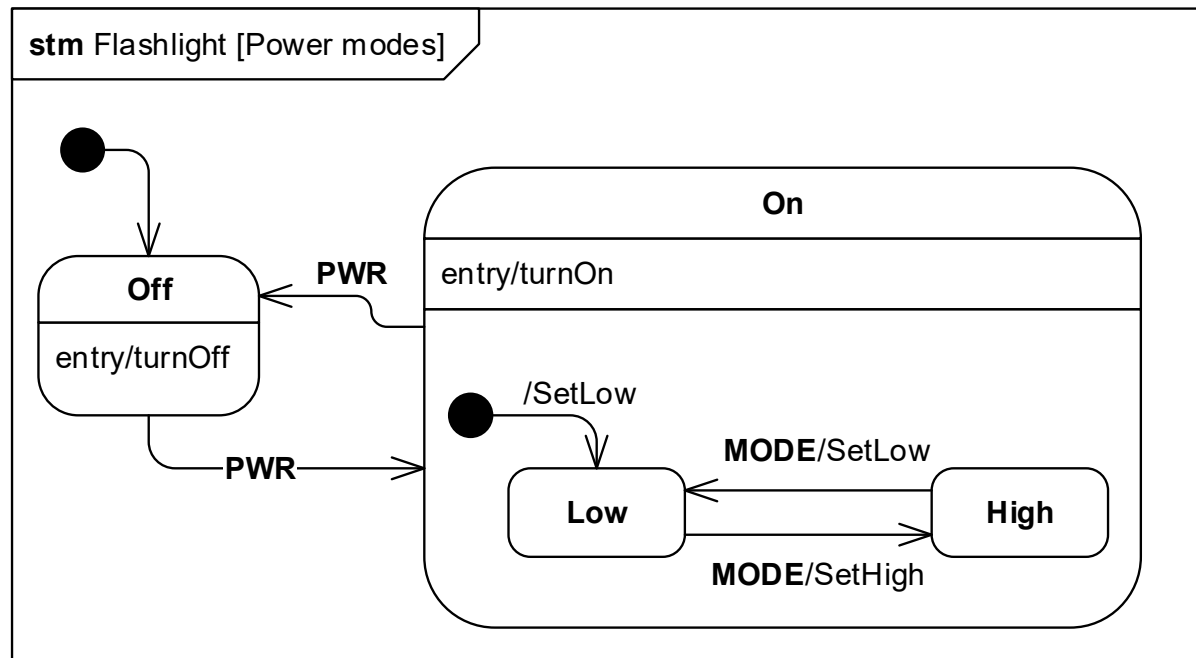 stm Flashlight [Power modes]
On
Off
PWR
entry/turnOn
entry/turnOff
/SetLow
MODE/SetLow
PWR
Low
High
MODE/SetHigh